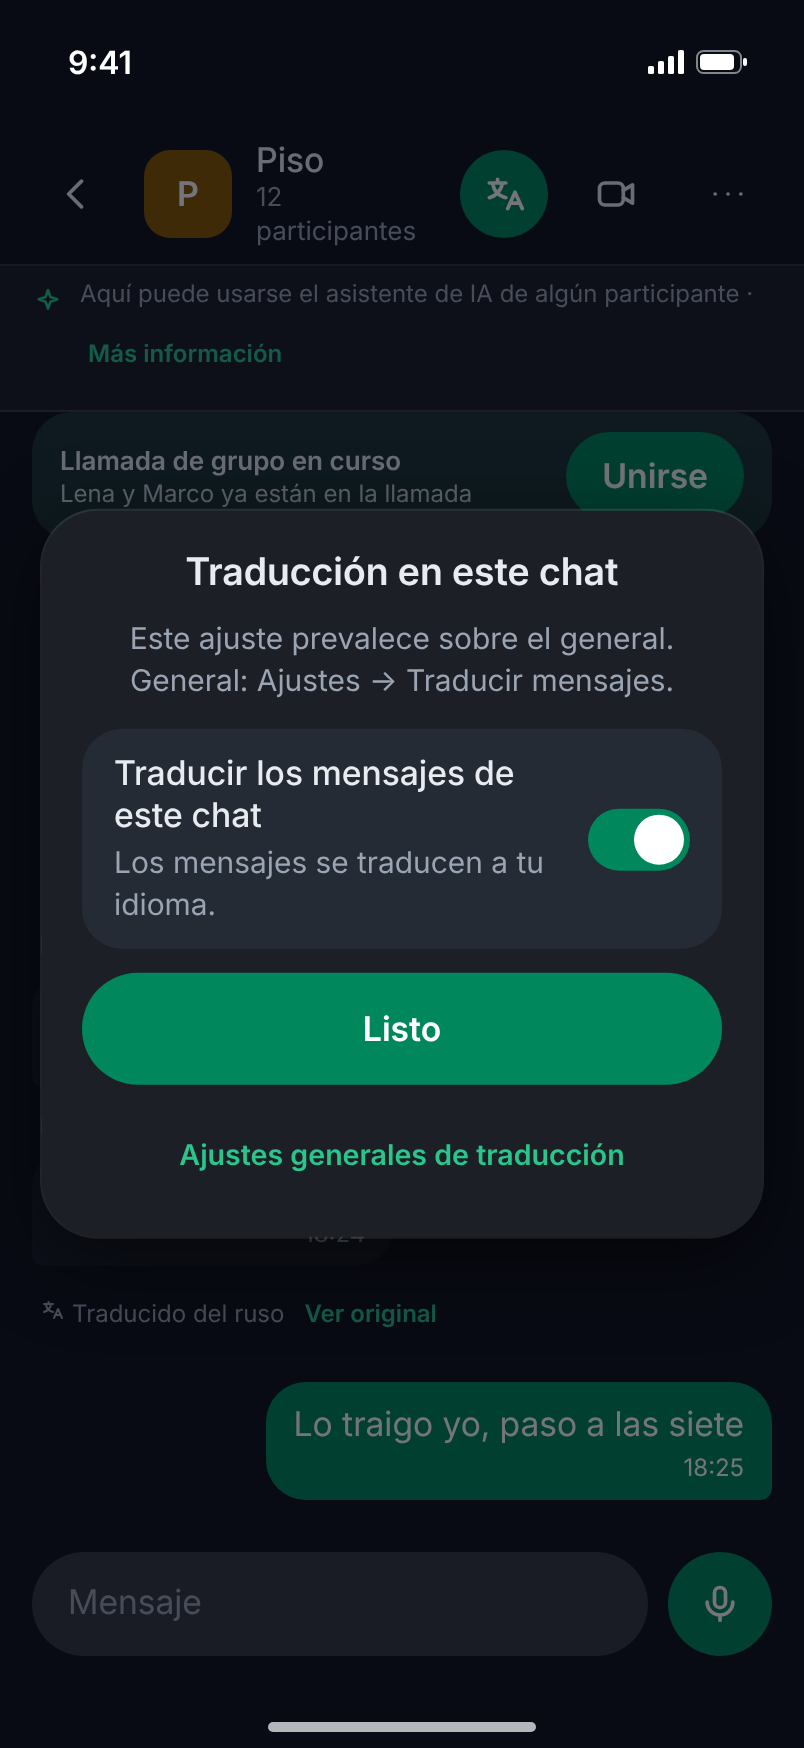 9:41
P
Piso
12
participantes
Aquí puede usarse el asistente de IA de algún participante ·
Más información
Llamada de grupo en curso
Lena y Marco ya están en la llamada
Unirse
Traducción en este chat
Este ajuste prevalece sobre el general.
General: Ajustes → Traducir mensajes.
Traducir los mensajes de
este chat
Los mensajes se traducen a tu
idioma.
Listo
Ajustes generales de traducción
Traducido del ruso Ver original
Lo traigo yo, paso a las siete
18:25
Mensaje